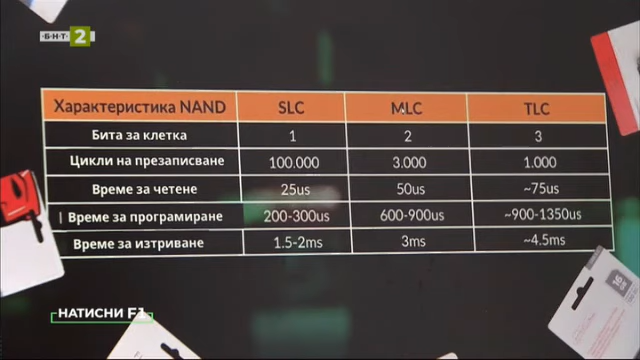 БНТ 2
Характеристика NAND SLC MLC TLC
Бита за клетка 1 2 3
Цикли на презаписване 100.000 3.000 1.000
Време за четене 25us 50us ~75us
Време за програмиране 200-300us 600-900us ~900-1350us
Време за изтриване 1.5-2ms 3ms ~4.5ms
16
НАТИСНИ F1